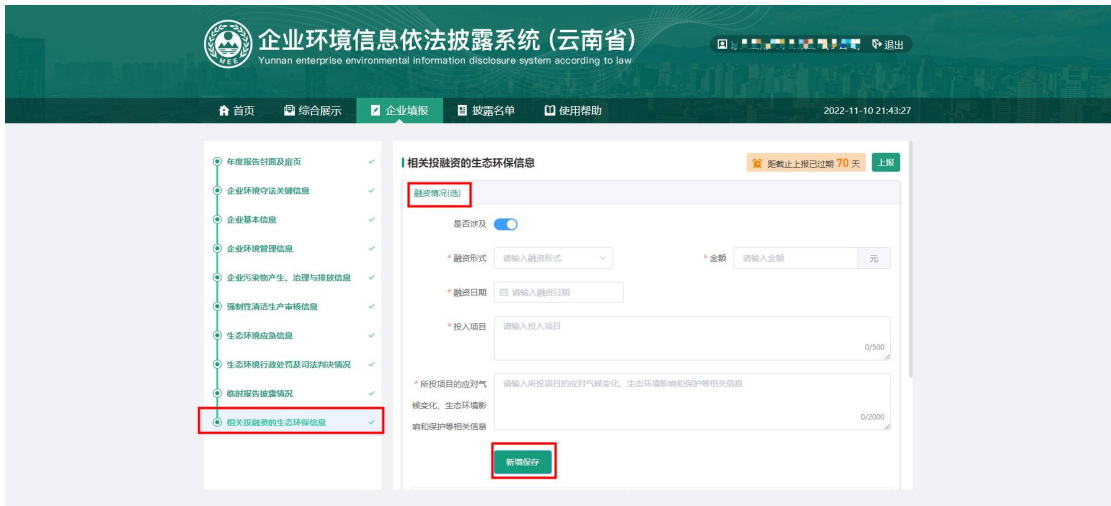 企业环境信息依法披露系统 (云南省)
Yunnan enterprise environmental information disclosure system according to law
MEE
退出
首页
综合展示
企业填报
披露名单
使用帮助
2022-11-10 21:43:27
年度报告封面及扉页
企业环境守法关键信息
企业基本信息
企业环境管理信息
企业污染物产生、治理与排放信息
强制性清洁生产审核信息
生态环境应急信息
生态环境行政处罚及司法判决情况
临时报告披露情况
相关投融资的生态环保信息
相关投融资的生态环保信息
距截止上报已过期 70 天
上报
融资情况(选)
是否涉及
* 融资形式
请输入融资形式
* 金额
请输入金额
元
* 融资日期
请输入融资日期
* 投入项目
请输入投入项目
0/500
* 所投项目的应对气
候变化、生态环境影
响和保护等相关信息
请输入所投项目的应对气候变化、生态环境影响和保护等相关信息
0/2000
新增保存